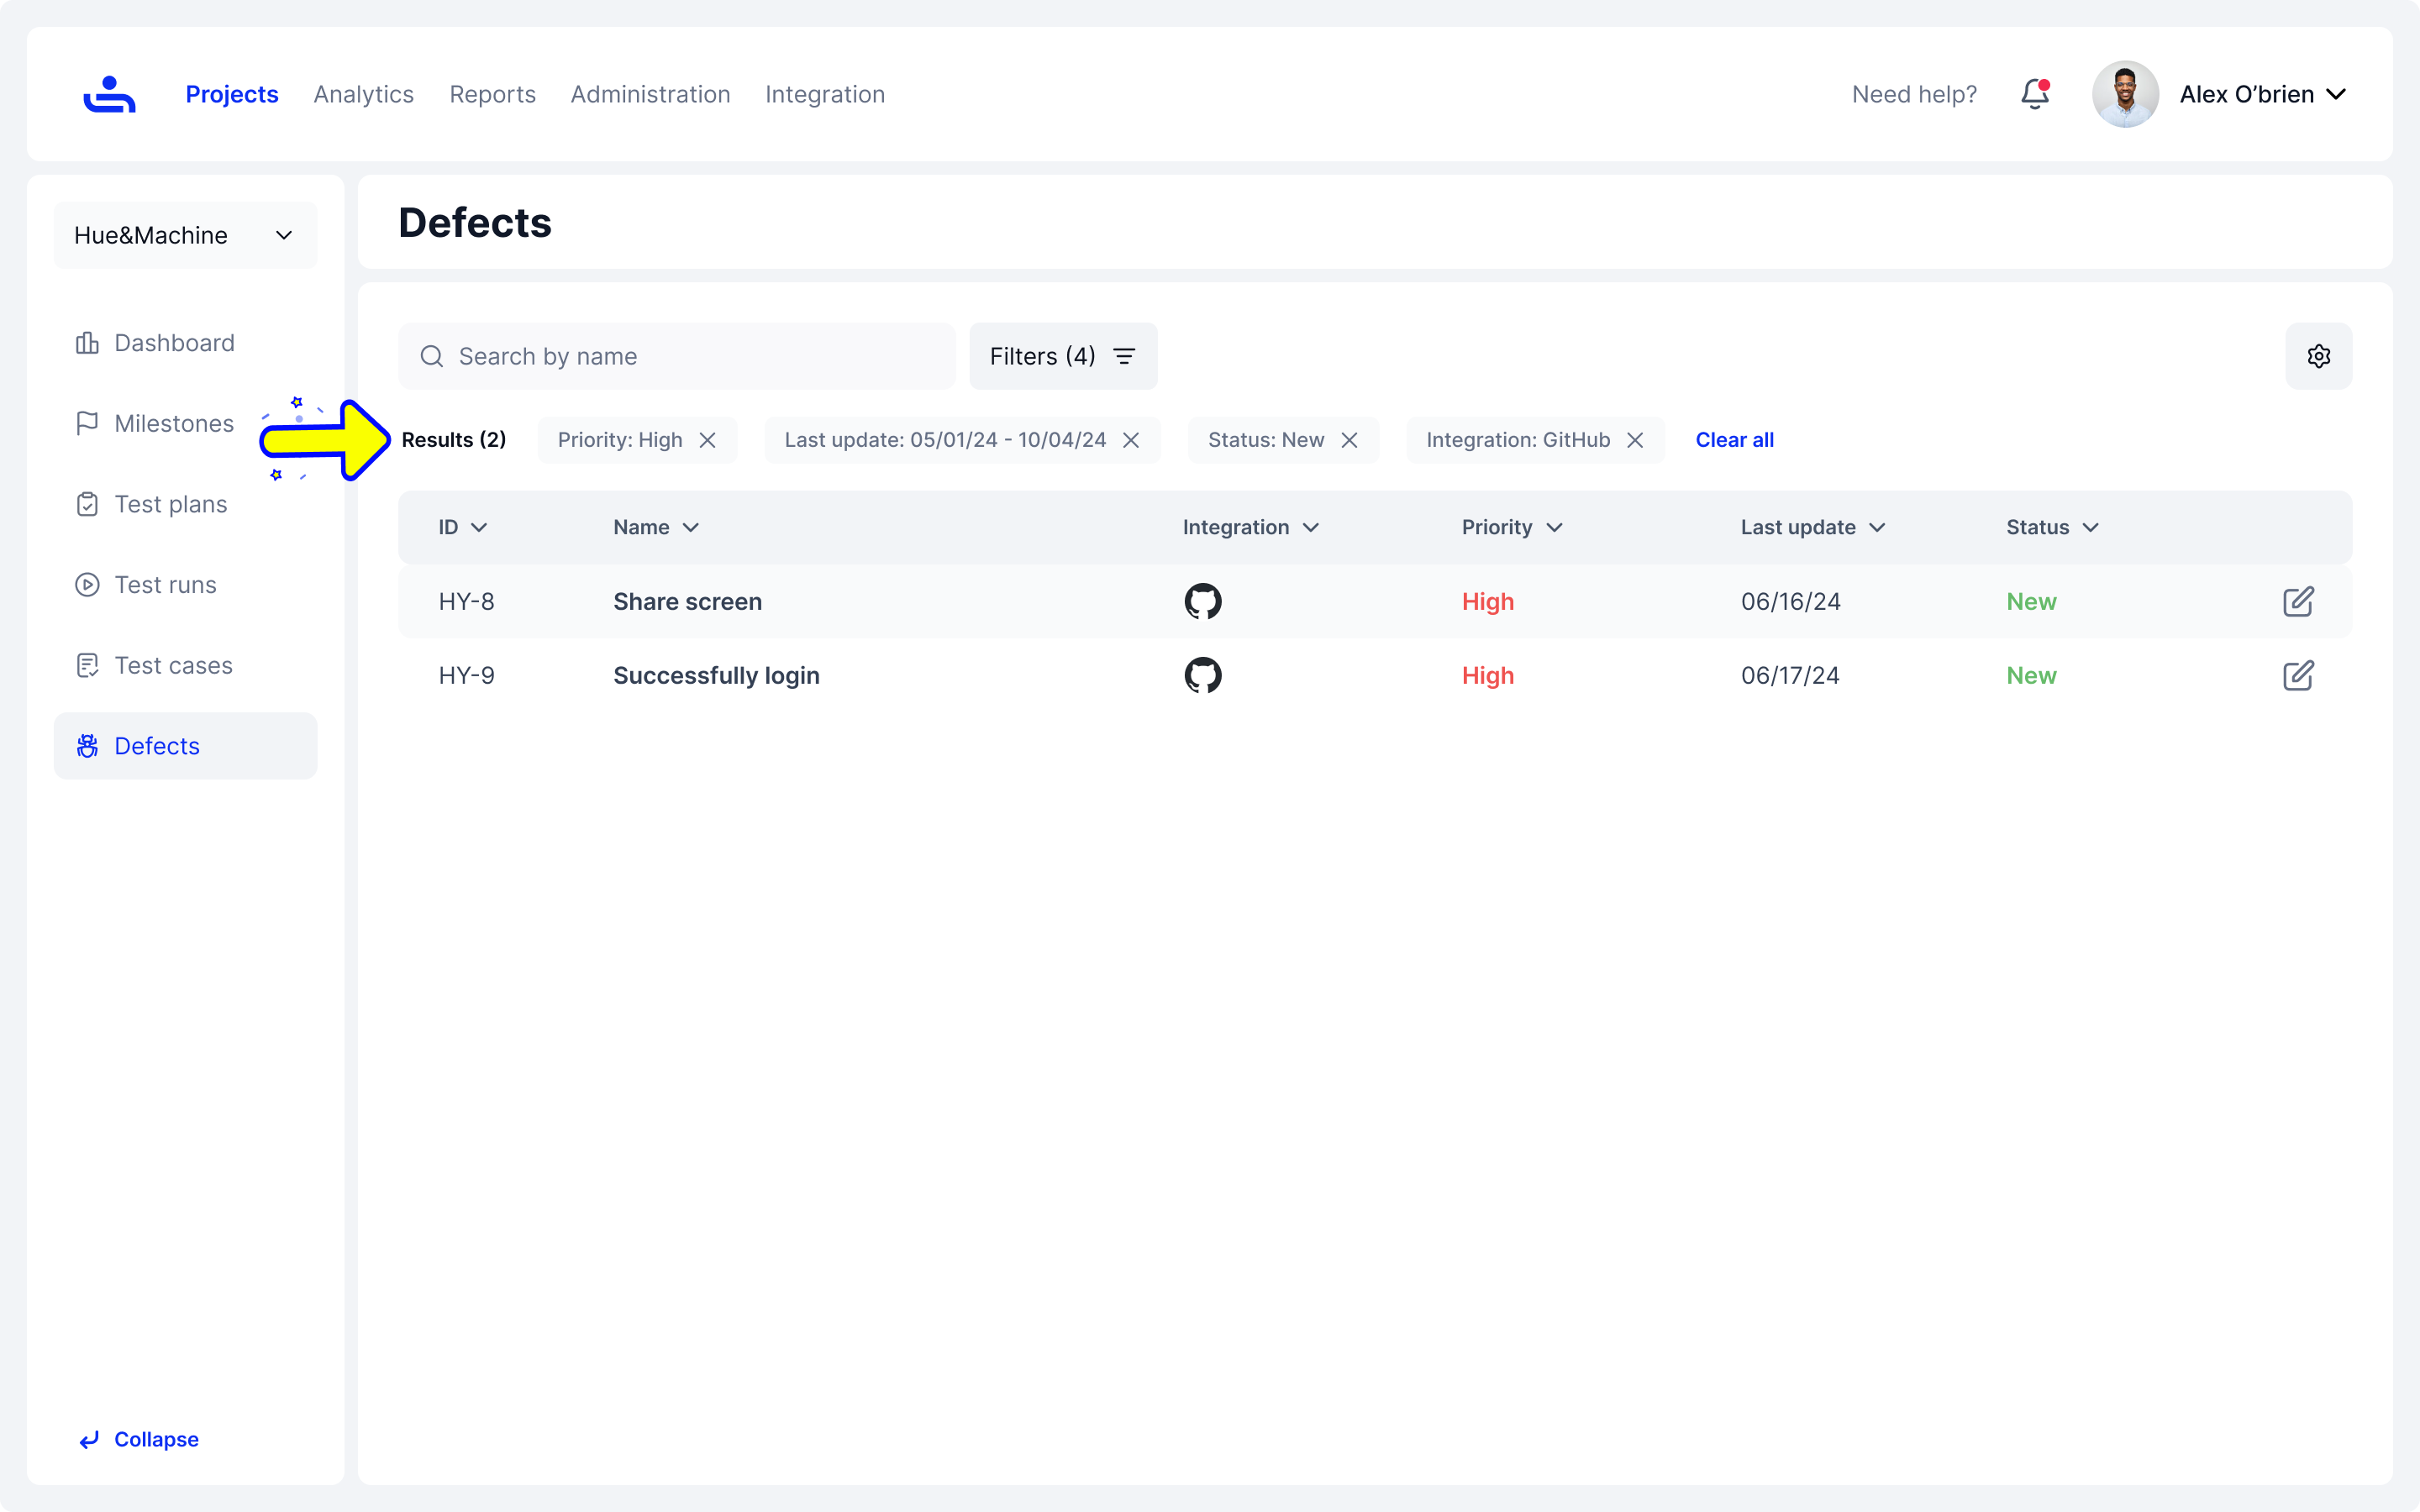 Projects Analytics Reports Administration Integration Need help? Alex O’brien
Hue&Machine
Dashboard
Milestones
Test plans
Test runs
Test cases
Defects
Collapse
Defects
Search by name Filters (4)
Results (2) Priority: High Last update: 05/01/24 - 10/04/24 Status: New Integration: GitHub Clear all
ID Name Integration Priority Last update Status
HY-8 Share screen High 06/16/24 New
HY-9 Successfully login High 06/17/24 New